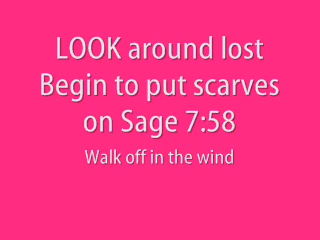 LOOK around lost
Begin to put scarves
on Sage 7:58
Walk off in the wind